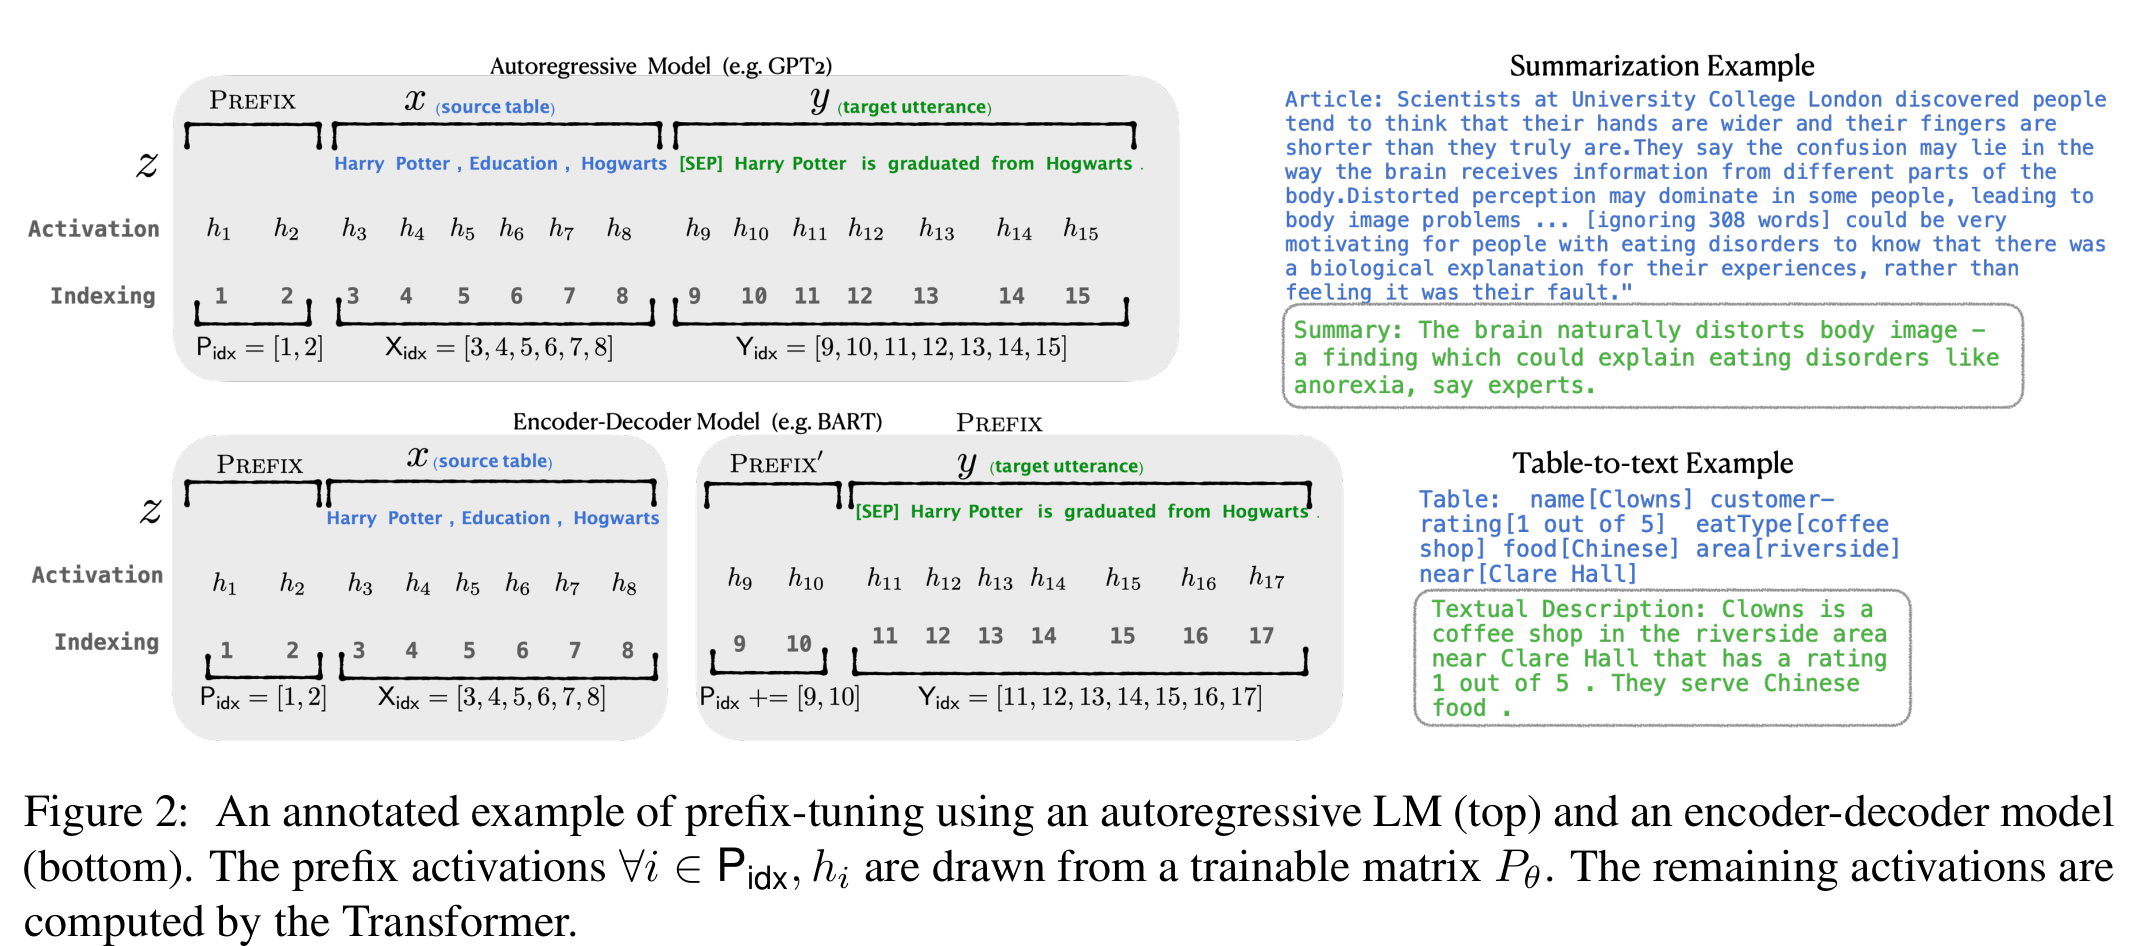 Autoregressive Model (e.g. GPT2)
PREFIX x (source table) y (target utterance)
z Harry Potter , Education , Hogwarts [SEP] Harry Potter is graduated from Hogwarts .
Activation h1 h2 h3 h4 h5 h6 h7 h8 h9 h10 h11 h12 h13 h14 h15
Indexing 1 2 3 4 5 6 7 8 9 10 11 12 13 14 15
Pidx = [1, 2] Xidx = [3, 4, 5, 6, 7, 8] Yidx = [9, 10, 11, 12, 13, 14, 15]
Encoder-Decoder Model (e.g. BART) PREFIX
PREFIX x (source table) PREFIX′ y (target utterance)
z Harry Potter , Education , Hogwarts [SEP] Harry Potter is graduated from Hogwarts .
Activation h1 h2 h3 h4 h5 h6 h7 h8 h9 h10 h11 h12 h13 h14 h15 h16 h17
Indexing 1 2 3 4 5 6 7 8 9 10 11 12 13 14 15 16 17
Pidx = [1, 2] Xidx = [3, 4, 5, 6, 7, 8] Pidx += [9, 10] Yidx = [11, 12, 13, 14, 15, 16, 17]
Summarization Example
Article: Scientists at University College London discovered people
tend to think that their hands are wider and their fingers are
shorter than they truly are.They say the confusion may lie in the
way the brain receives information from different parts of the
body.Distorted perception may dominate in some people, leading to
body image problems ... [ignoring 308 words] could be very
motivating for people with eating disorders to know that there was
a biological explanation for their experiences, rather than
feeling it was their fault."
Summary: The brain naturally distorts body image –
a finding which could explain eating disorders like
anorexia, say experts.
Table-to-text Example
Table: name[Clowns] customer-
rating[1 out of 5] eatType[coffee
shop] food[Chinese] area[riverside]
near[Clare Hall]
Textual Description: Clowns is a
coffee shop in the riverside area
near Clare Hall that has a rating
1 out of 5 . They serve Chinese
food .
Figure 2: An annotated example of prefix-tuning using an autoregressive LM (top) and an encoder-decoder model
(bottom). The prefix activations ∀i ∈ Pidx, hi are drawn from a trainable matrix Pθ. The remaining activations are
computed by the Transformer.